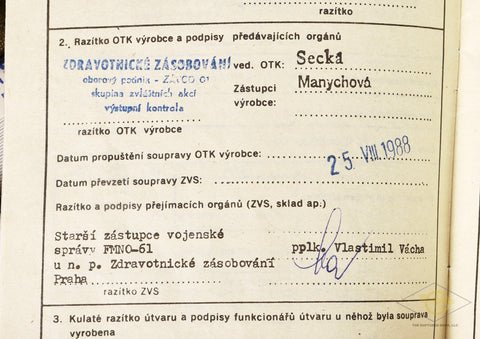 razítko
2. Razítko OTK výrobce a podpisy předávajících orgánů
ZDRAVOTNICKÉ ZÁSOBOVÁNÍ
oborový podnik - ZÁVOD 01
skupina zvláštních akcí
výstupní kontrola
ved. OTK: Secká
Zástupci Manychová
výrobce:
razítko OTK výrobce
Datum propuštění soupravy OTK výrobce:
25 VIII. 1988
Datum převzetí soupravy ZVS:
Razítko a podpisy přejímacích orgánů (ZVS, sklad ap.)
Starší zástupce vojenské
správy FMNO-61 pplk. Vlastimil Vácha
u n. p. Zdravotnické zásobování
Praha
razítko ZVS
3. Kulaté razítko útvaru a podpisy funkcionářů útvaru u něhož byla souprava
vyrobena